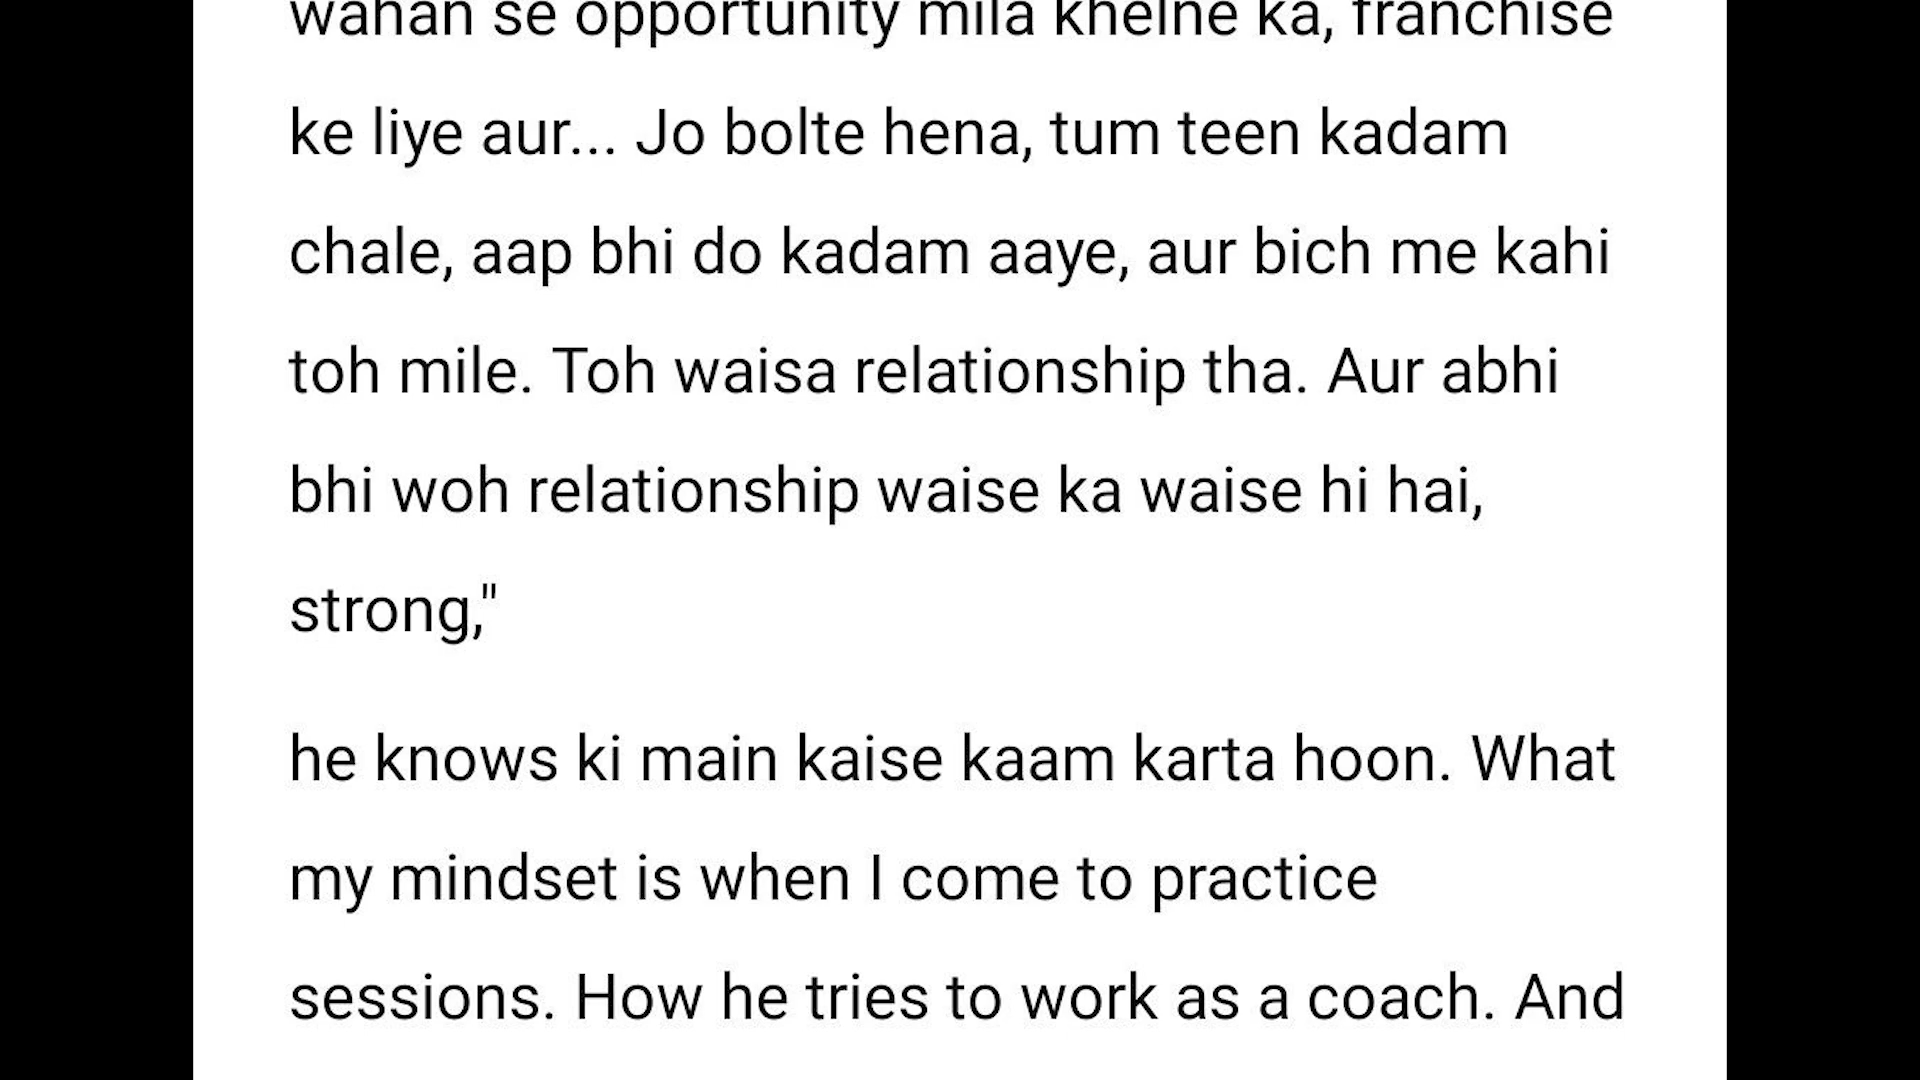 wahan se opportunity mila khelne ka, franchise
ke liye aur... Jo bolte hena, tum teen kadam
chale, aap bhi do kadam aaye, aur bich me kahi
toh mile. Toh waisa relationship tha. Aur abhi
bhi woh relationship waise ka waise hi hai,
strong,"
he knows ki main kaise kaam karta hoon. What
my mindset is when I come to practice
sessions. How he tries to work as a coach. And